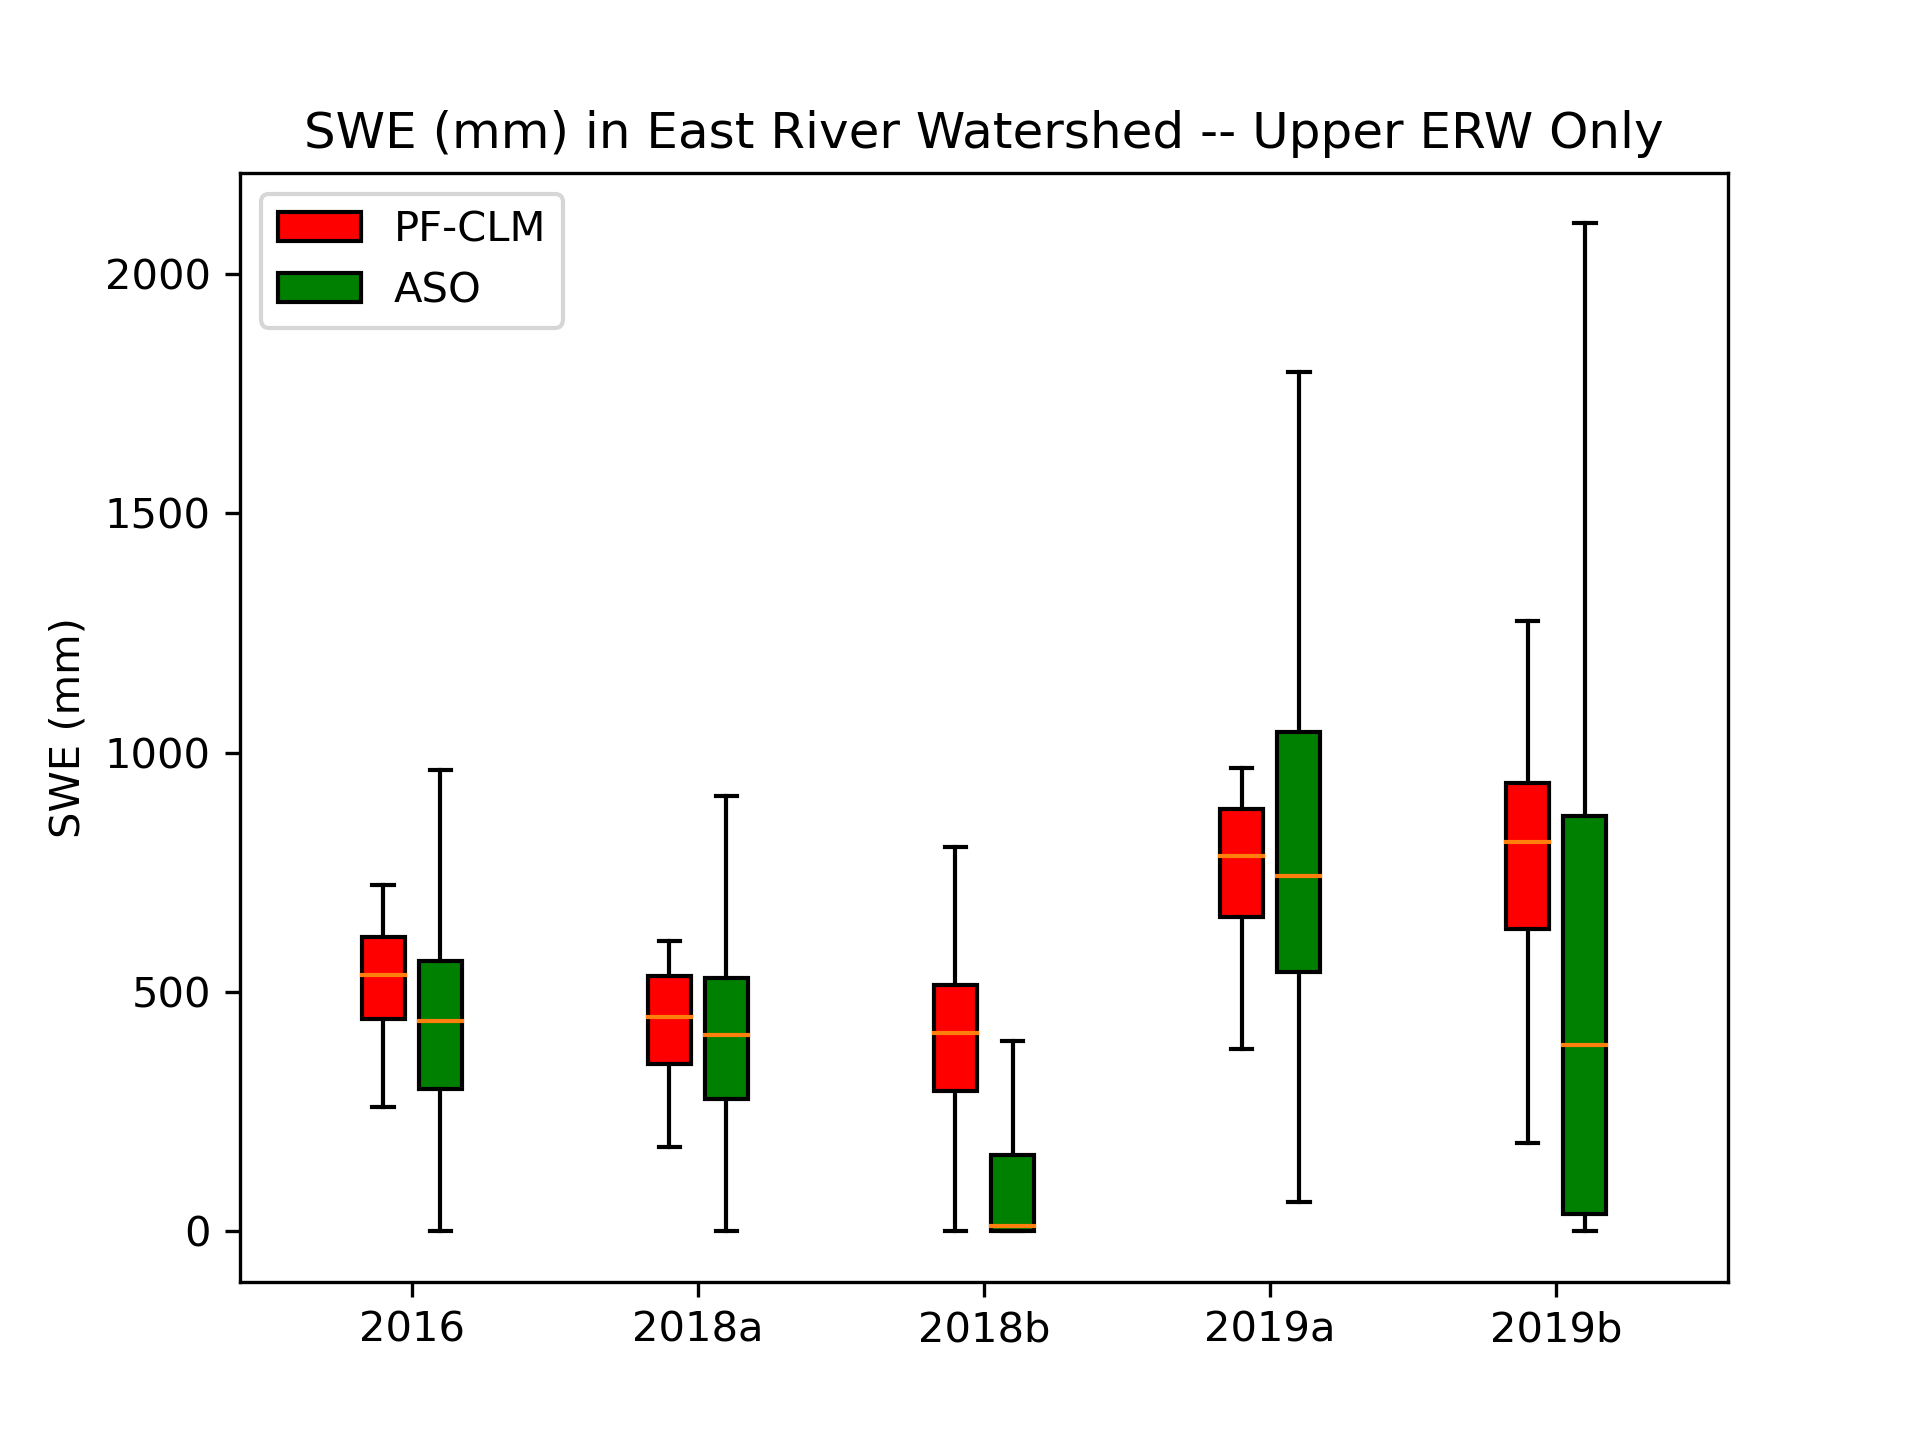 SWE (mm) in East River Watershed -- Upper ERW Only
PF-CLM
ASO
2000
1500
1000
500
0
SWE (mm)
2016
2018a
2018b
2019a
2019b